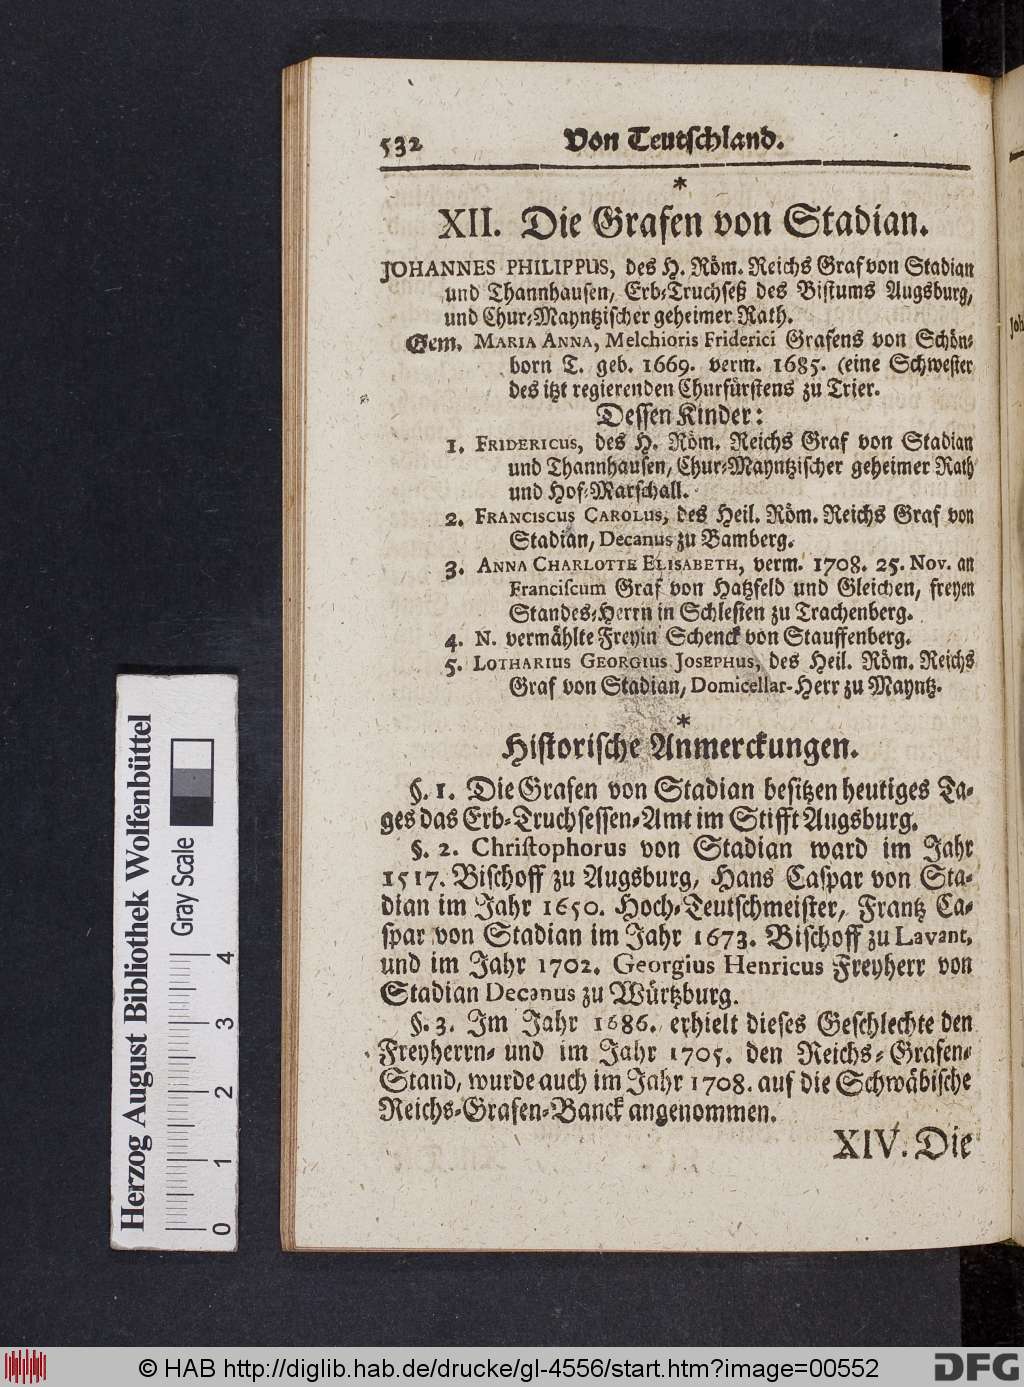 532 Von Teutschland.
*
XII. Die Grafen von Stadian.
JOHANNES PHILIPPUS, des H. Röm. Reichs Graf von Stadian
und Thannhausen, Erb-Truchseß des Bistums Augsburg,
und Chur-Mayntzischer geheimer Rath.
Gem. MARIA ANNA, Melchioris Friderici Grafens von Schön-
born T. geb. 1669. verm. 1685. (eine Schwester
des itzt regierenden Churfürstens zu Trier.
Dessen Kinder:
1. FRIDERICUS, des H. Röm. Reichs Graf von Stadian
und Thannhausen, Chur-Mayntzischer geheimer Rath
und Hof-Marschall.
2. FRANCISCUS CAROLUS, des Heil. Röm. Reichs Graf von
Stadian, Decanus zu Bamberg.
3. ANNA CHARLOTTE ELISABETH, verm. 1708. 25. Nov. an
Franciscum Graf von Hatzfeld und Gleichen, freyen
Standes-Herrn in Schlesien zu Trachenberg.
4. N. vermählte Freyin Schenck von Stauffenberg.
5. LOTHARIUS GEORGIUS JOSEPHUS, des Heil. Röm. Reichs
Graf von Stadian, Domicellar-Herr zu Mayntz.
*
Historische Anmerckungen.
§. 1. Die Grafen von Stadian besitzen heutiges Ta-
ges das Erb-Truchsessen-Amt im Stifft Augsburg.
§. 2. Christophorus von Stadian ward im Jahr
1517. Bischoff zu Augsburg, Hans Caspar von Sta-
dian im Jahr 1650. Hoch-Teutschmeister, Frantz Ca-
spar von Stadian im Jahr 1673. Bischoff zu Lavant,
und im Jahr 1702. Georgius Henricus Freyherr von
Stadian Decanus zu Würtzburg.
§. 3. Im Jahr 1686. erhielt dieses Geschlechte den
Freyherrn- und im Jahr 1705. den Reichs-Grafen-
Stand, wurde auch im Jahr 1708. auf die Schwäbische
Reichs-Grafen-Banck angenommen.
XIV. Die
Joh
Herzog August Bibliothek Wolfenbüttel
Gray Scale
0 1 2 3 4
© HAB http://diglib.hab.de/drucke/gl-4556/start.htm?image=00552
DFG